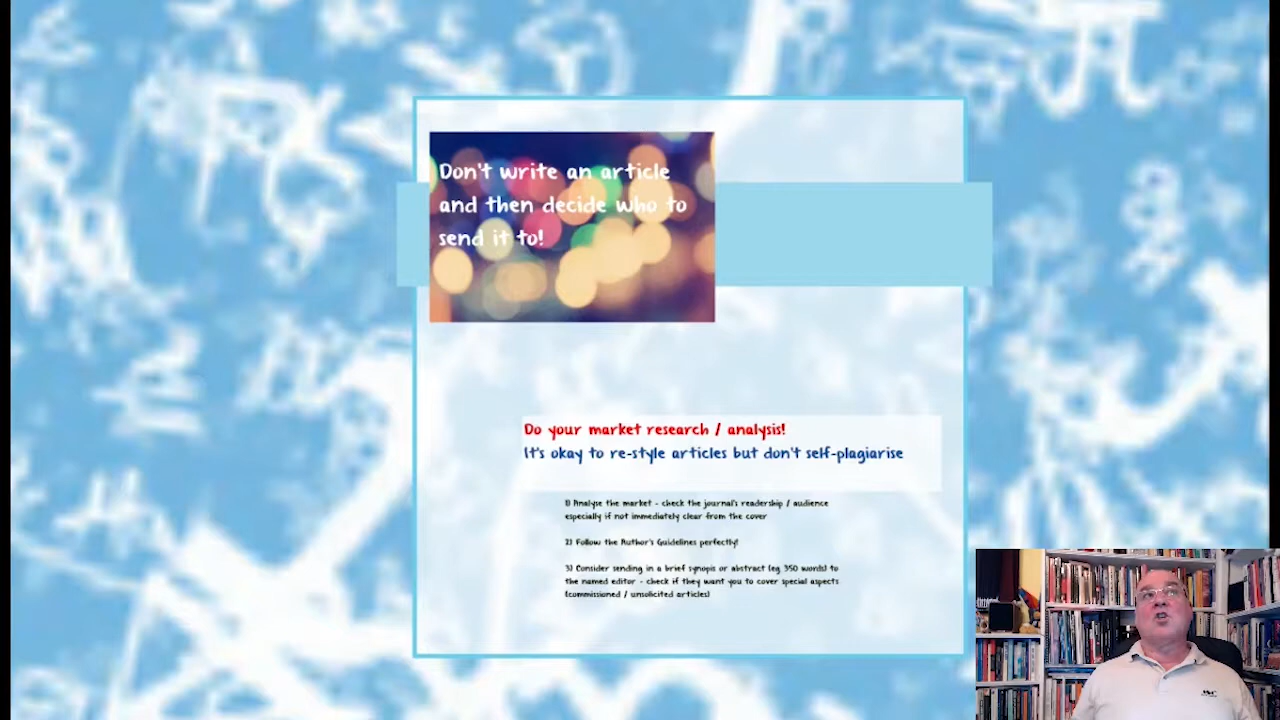 Don't write an article
and then decide who to
send it to!
Do your market research / analysis!
It's okay to re-style articles but don't self-plagiarise
1) Analyse the market - check the journal's readership / audience
especially if not immediately clear from the cover
2) Follow the Author's Guidelines perfectly!
3) Consider sending in a brief synopis or abstract (eg 350 words) to
the named editor - check if they want you to cover special aspects
(commissioned / unsolicited articles)